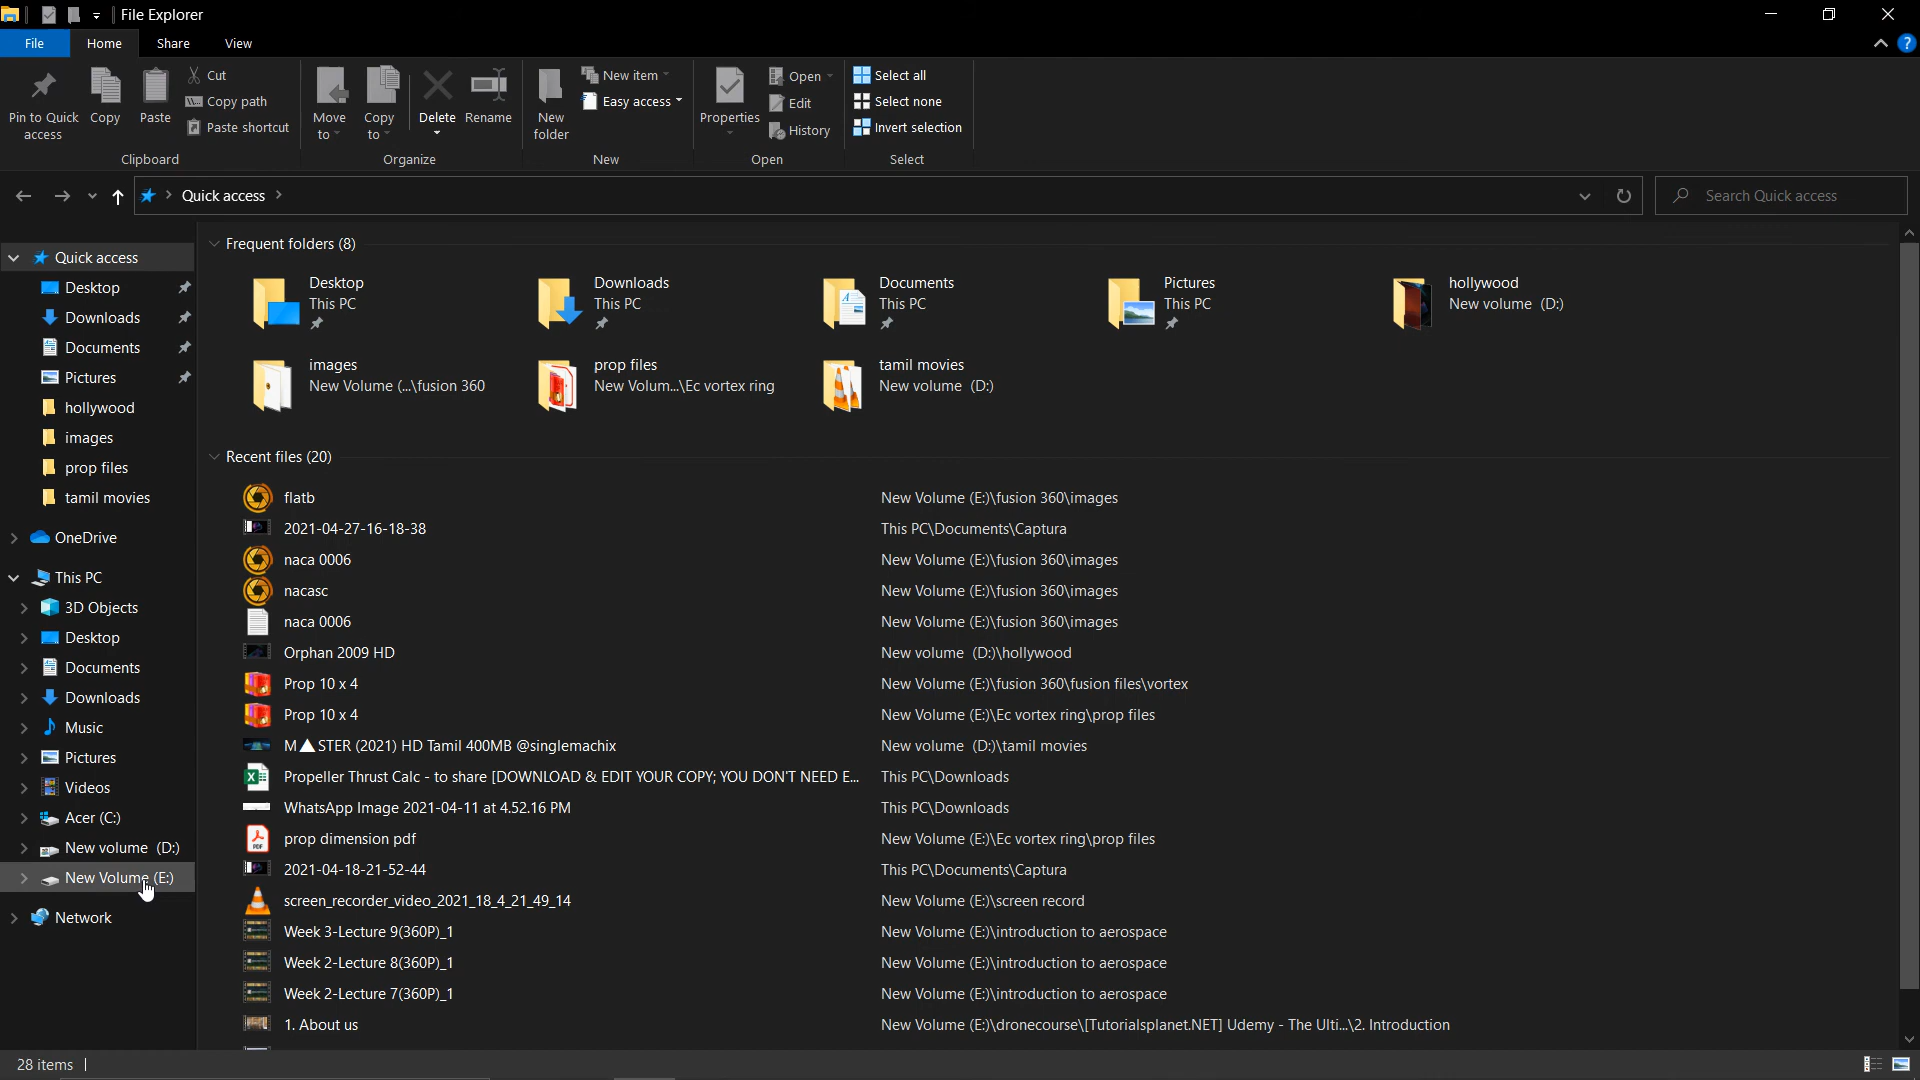 File Explorer
File Home Share View
Pin to Quick access
Copy
Paste
Cut
Copy path
Paste shortcut
Clipboard
Move to
Copy to
Delete
Rename
Organize
New folder
New item
Easy access
New
Properties
Open
Edit
History
Open
Select all
Select none
Invert selection
Select
Quick access
Search Quick access
Quick access
Desktop
Downloads
Documents
Pictures
hollywood
images
prop files
tamil movies
OneDrive
This PC
3D Objects
Desktop
Documents
Downloads
Music
Pictures
Videos
Acer (C:)
New volume (D:)
New Volume (E:)
Network
Frequent folders (8)
Desktop
This PC
Downloads
This PC
Documents
This PC
Pictures
This PC
hollywood
New volume (D:)
images
New Volume (...\fusion 360
prop files
New Volum...\Ec vortex ring
tamil movies
New volume (D:)
Recent files (20)
flatb New Volume (E:)\fusion 360\images
2021-04-27-16-18-38 This PC\Documents\Captura
naca 0006 New Volume (E:)\fusion 360\images
nacasc New Volume (E:)\fusion 360\images
naca 0006 New Volume (E:)\fusion 360\images
Orphan 2009 HD New volume (D:)\hollywood
Prop 10 x 4 New Volume (E:)\fusion 360\fusion files\vortex
Prop 10 x 4 New Volume (E:)\Ec vortex ring\prop files
M▲STER (2021) HD Tamil 400MB @singlemachix New volume (D:)\tamil movies
Propeller Thrust Calc - to share [DOWNLOAD & EDIT YOUR COPY; YOU DON'T NEED E... This PC\Downloads
WhatsApp Image 2021-04-11 at 4.52.16 PM This PC\Downloads
prop dimension pdf New Volume (E:)\Ec vortex ring\prop files
2021-04-18-21-52-44 This PC\Documents\Captura
screen_recorder_video_2021_18_4_21_49_14 New Volume (E:)\screen record
Week 3-Lecture 9(360P)_1 New Volume (E:)\introduction to aerospace
Week 2-Lecture 8(360P)_1 New Volume (E:)\introduction to aerospace
Week 2-Lecture 7(360P)_1 New Volume (E:)\introduction to aerospace
1. About us New Volume (E:)\dronecourse\[Tutorialsplanet.NET] Udemy - The Ulti...\2. Introduction
28 items